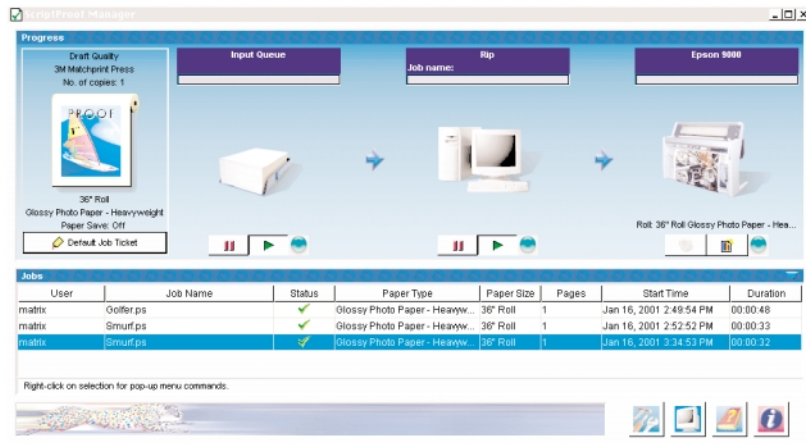 ScriptProof Manager
Progress
Draft Quality
3M Matchprint Press
No. of copies: 1
PROOF
36" Roll
Glossy Photo Paper - Heavyweight
Paper Save: Off
Default Job Ticket
Input Queue
Rip
Job name:
Epson 9000
Roll: 36" Roll Glossy Photo Paper - Hea...
Jobs
User Job Name Status Paper Type Paper Size Pages Start Time Duration
matrix Golfer.ps Glossy Photo Paper - Heavyw... 36" Roll 1 Jan 16, 2001 2:49:54 PM 00:00:48
matrix Smurf.ps Glossy Photo Paper - Heavyw... 36" Roll 1 Jan 16, 2001 2:52:52 PM 00:00:33
matrix Smurf.ps Glossy Photo Paper - Heavyw... 36" Roll 1 Jan 16, 2001 3:34:53 PM 00:00:32
Right-click on selection for pop-up menu commands.